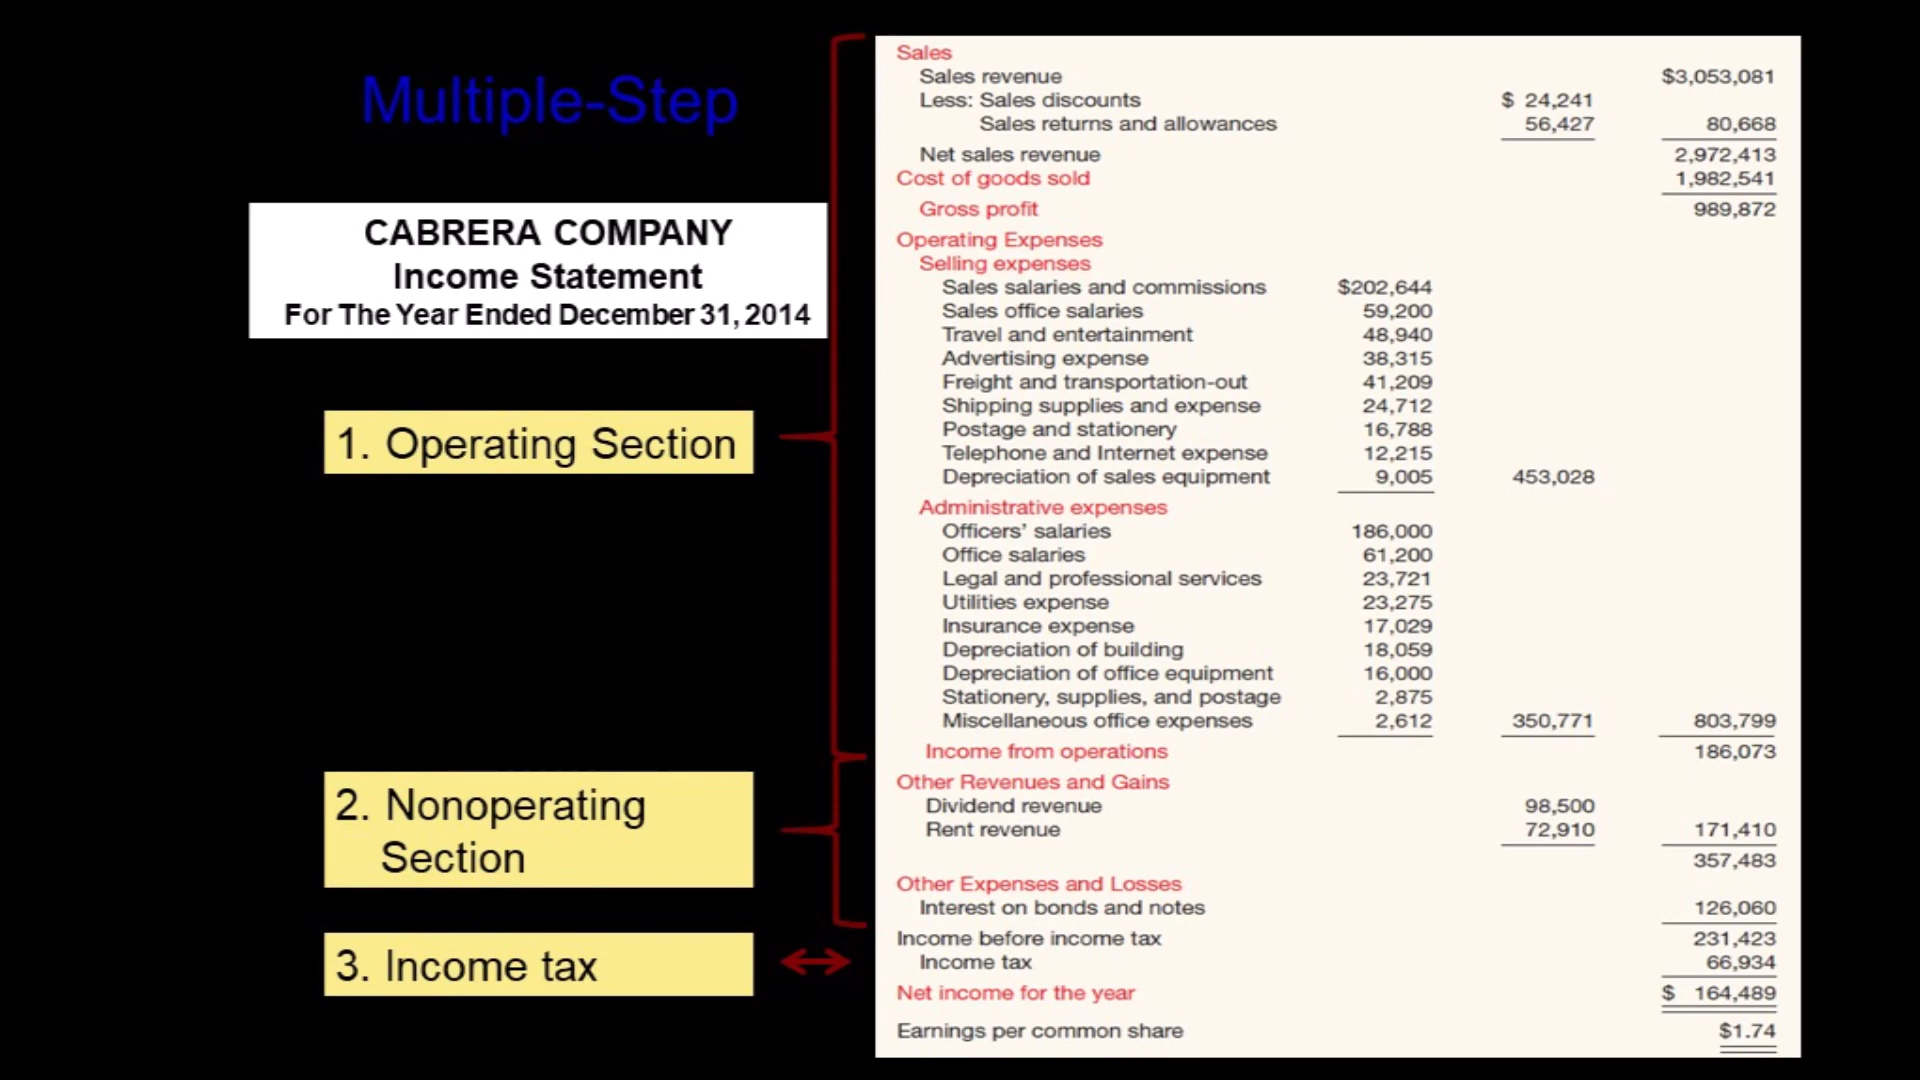 Multiple-Step
CABRERA COMPANY
Income Statement
For The Year Ended December 31, 2014
1. Operating Section
2. Nonoperating
Section
3. Income tax
Sales
Sales revenue $3,053,081
Less: Sales discounts $ 24,241
Sales returns and allowances 56,427 80,668
Net sales revenue 2,972,413
Cost of goods sold 1,982,541
Gross profit 989,872
Operating Expenses
Selling expenses
Sales salaries and commissions $202,644
Sales office salaries 59,200
Travel and entertainment 48,940
Advertising expense 38,315
Freight and transportation-out 41,209
Shipping supplies and expense 24,712
Postage and stationery 16,788
Telephone and Internet expense 12,215
Depreciation of sales equipment 9,005 453,028
Administrative expenses
Officers' salaries 186,000
Office salaries 61,200
Legal and professional services 23,721
Utilities expense 23,275
Insurance expense 17,029
Depreciation of building 18,059
Depreciation of office equipment 16,000
Stationery, supplies, and postage 2,875
Miscellaneous office expenses 2,612 350,771 803,799
Income from operations 186,073
Other Revenues and Gains
Dividend revenue 98,500
Rent revenue 72,910 171,410
357,483
Other Expenses and Losses
Interest on bonds and notes 126,060
Income before income tax 231,423
Income tax 66,934
Net income for the year $ 164,489
Earnings per common share $1.74